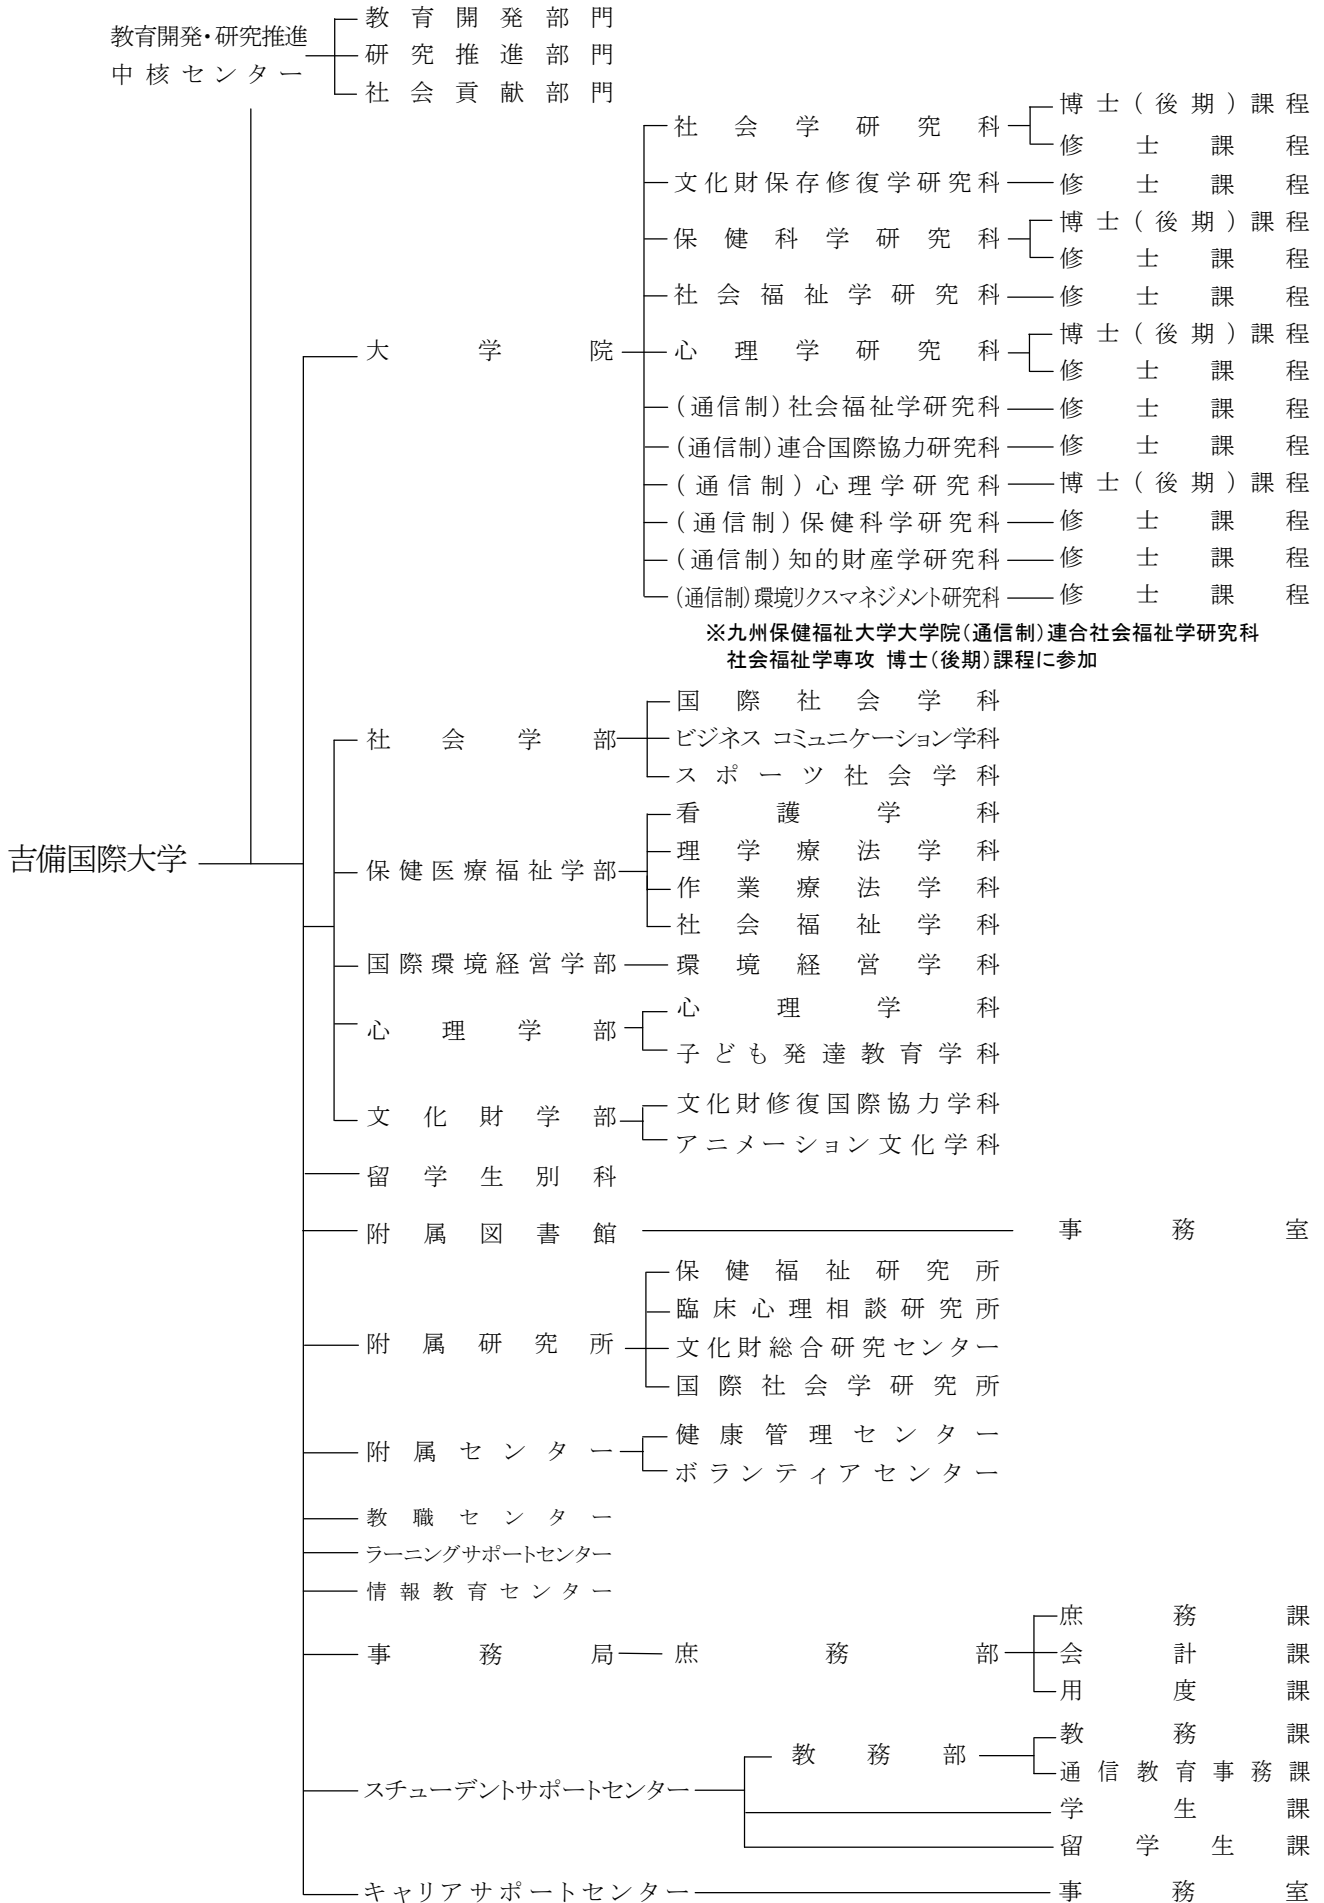 教育開発・研究推進
中核センター
教育開発部門
研究推進部門
社会貢献部門
吉備国際大学
大学院
社会学研究科
博士(後期)課程
修士課程
文化財保存修復学研究科
修士課程
保健科学研究科
博士(後期)課程
修士課程
社会福祉学研究科
修士課程
心理学研究科
博士(後期)課程
修士課程
(通信制)社会福祉学研究科
修士課程
(通信制)連合国際協力研究科
修士課程
(通信制)心理学研究科
博士(後期)課程
(通信制)保健科学研究科
修士課程
(通信制)知的財産学研究科
修士課程
(通信制)環境リクスマネジメント研究科
修士課程
※九州保健福祉大学大学院(通信制)連合社会福祉学研究科
社会福祉学専攻 博士(後期)課程に参加
社会学部
国際社会学科
ビジネス コミュニケーション学科
スポーツ社会学科
保健医療福祉学部
看護学科
理学療法学科
作業療法学科
社会福祉学科
国際環境経営学部
環境経営学科
心理学部
心理学科
子ども発達教育学科
文化財学部
文化財修復国際協力学科
アニメーション文化学科
留学生別科
附属図書館
事務室
附属研究所
保健福祉研究所
臨床心理相談研究所
文化財総合研究センター
国際社会学研究所
附属センター
健康管理センター
ボランティアセンター
教職センター
ラーニングサポートセンター
情報教育センター
事務局
庶務部
庶務課
会計課
用度課
スチューデントサポートセンター
教務部
教務課
通信教育事務課
学生課
留学生課
キャリアサポートセンター
事務室